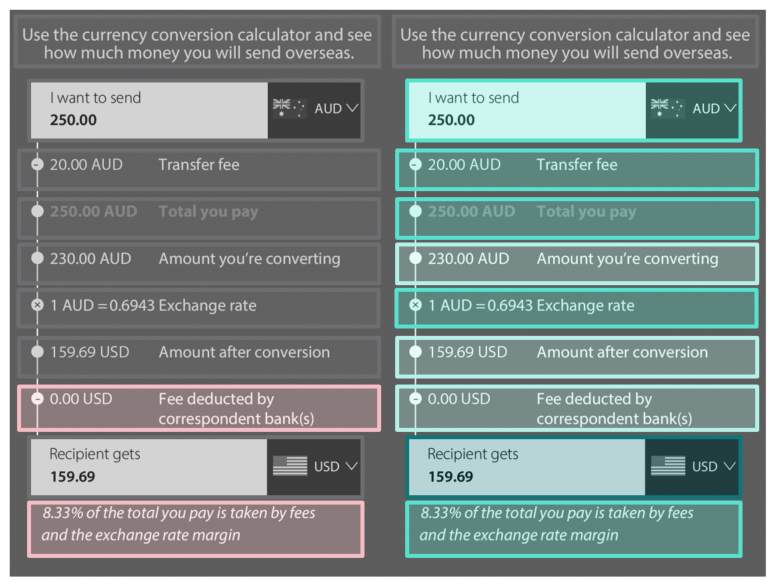 Use the currency conversion calculator and see
how much money you will send overseas.
I want to send
250.00
AUD
20.00 AUD Transfer fee
250.00 AUD Total you pay
230.00 AUD Amount you're converting
1 AUD = 0.6943 Exchange rate
159.69 USD Amount after conversion
0.00 USD Fee deducted by
correspondent bank(s)
Recipient gets
159.69
USD
8.33% of the total you pay is taken by fees
and the exchange rate margin
Use the currency conversion calculator and see
how much money you will send overseas.
I want to send
250.00
AUD
20.00 AUD Transfer fee
250.00 AUD Total you pay
230.00 AUD Amount you're converting
1 AUD = 0.6943 Exchange rate
159.69 USD Amount after conversion
0.00 USD Fee deducted by
correspondent bank(s)
Recipient gets
159.69
USD
8.33% of the total you pay is taken by fees
and the exchange rate margin